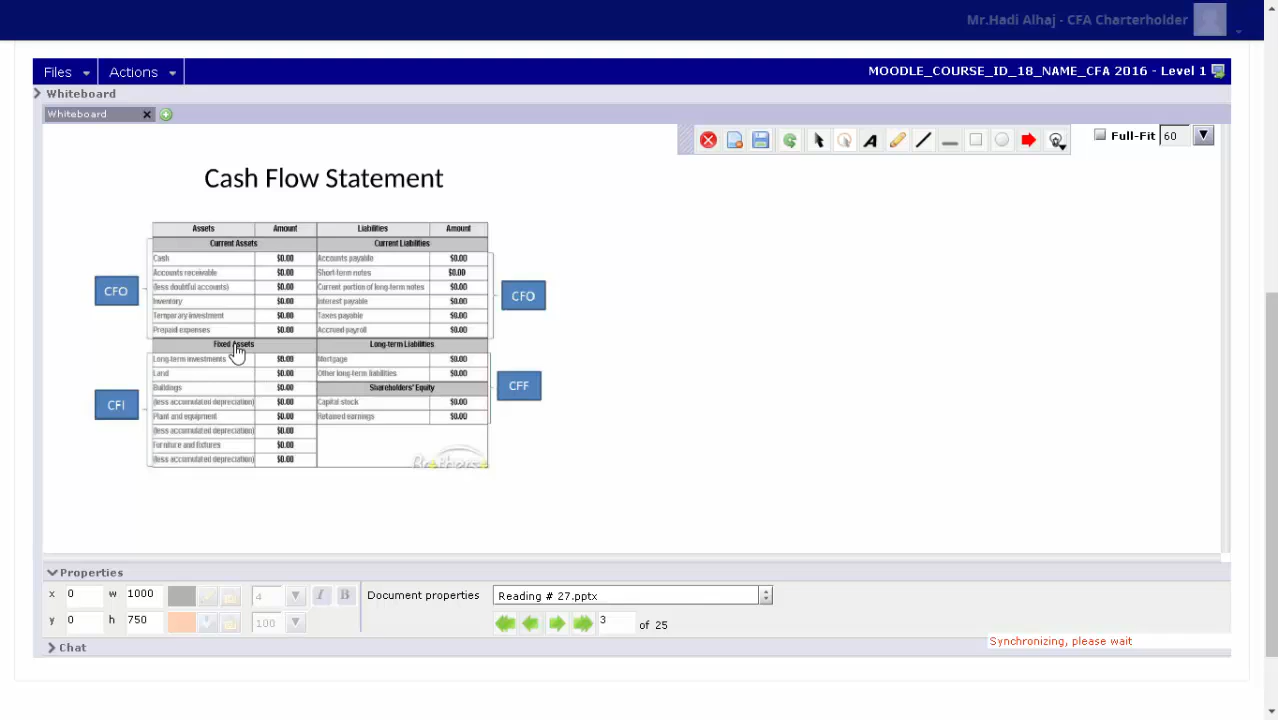 Mr.Hadi Alhaj - CFA Charterholder
Files Actions MOODLE_COURSE_ID_18_NAME_CFA 2016 - Level 1
Whiteboard
Whiteboard
Full-Fit 60
Cash Flow Statement
Assets Amount Liabilities Amount
Current Assets Current Liabilities
Cash $0.00 Accounts payable $0.00
Accounts receivable $0.00 Short-term notes $0.00
(less doubtful accounts) $0.00 Current portion of long-term notes $0.00
CFO CFO
Inventory $0.00 Interest payable $0.00
Temporary investment $0.00 Taxes payable $0.00
Prepaid expenses $0.00 Accrued payroll $0.00
Fixed Assets Long-term Liabilities
Long-term investments $0.00 Mortgage $0.00
Land $0.00 Other long-term liabilities $0.00
Buildings $0.00 Shareholders' Equity
CFI CFF
(less accumulated depreciation) $0.00 Capital stock $0.00
Plant and equipment $0.00 Retained earnings $0.00
(less accumulated depreciation) $0.00
Furniture and fixtures $0.00
(less accumulated depreciation) $0.00
Brothers
Properties
x 0 w 1000 4 I B Document properties Reading # 27.pptx
y 0 h 750 100 3 of 25
Synchronizing, please wait
Chat